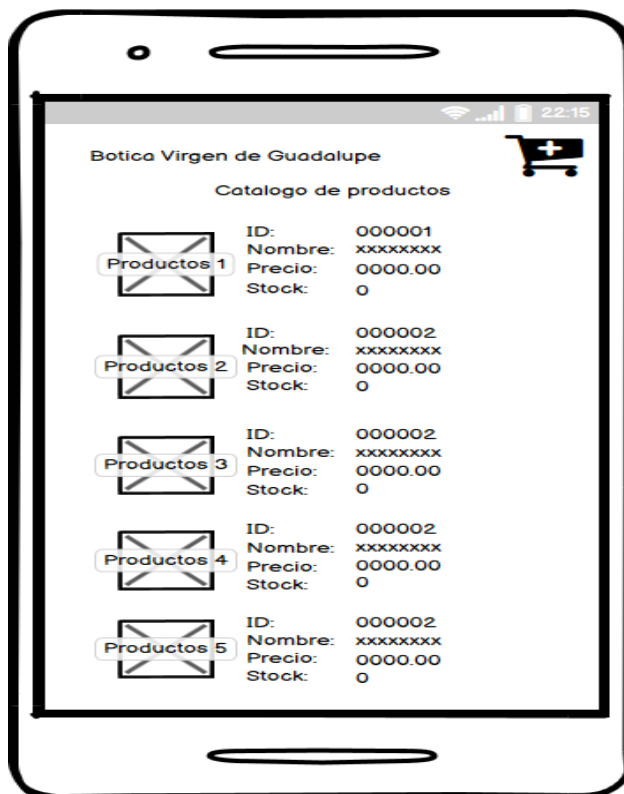 22:15
Botica Virgen de Guadalupe
Catalogo de productos
Productos 1
ID: 000001
Nombre: xxxxxxxx
Precio: 0000.00
Stock: 0
Productos 2
ID: 000002
Nombre: xxxxxxxx
Precio: 0000.00
Stock: 0
Productos 3
ID: 000002
Nombre: xxxxxxxx
Precio: 0000.00
Stock: 0
Productos 4
ID: 000002
Nombre: xxxxxxxx
Precio: 0000.00
Stock: 0
Productos 5
ID: 000002
Nombre: xxxxxxxx
Precio: 0000.00
Stock: 0